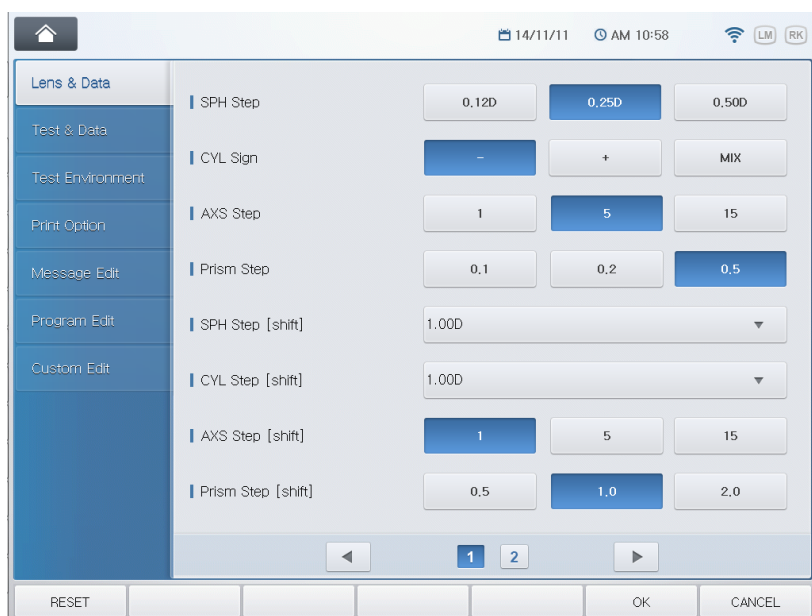 14/11/11 AM 10:58 LM RK
Lens & Data
Test & Data
Test Environment
Print Option
Message Edit
Program Edit
Custom Edit
SPH Step 0.12D 0.25D 0.50D
CYL Sign - + MIX
AXS Step 1 5 15
Prism Step 0.1 0.2 0.5
SPH Step [shift] 1.00D
CYL Step [shift] 1.00D
AXS Step [shift] 1 5 15
Prism Step [shift] 0.5 1.0 2.0
1 2
RESET OK CANCEL